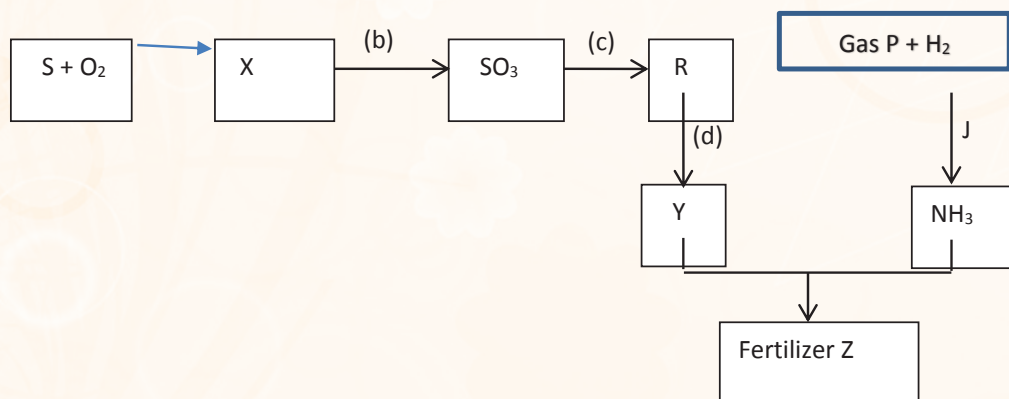 S + O₂
X
(b)
SO₃
(c)
R
Gas P + H₂
(d)
J
Y
NH₃
Fertilizer Z